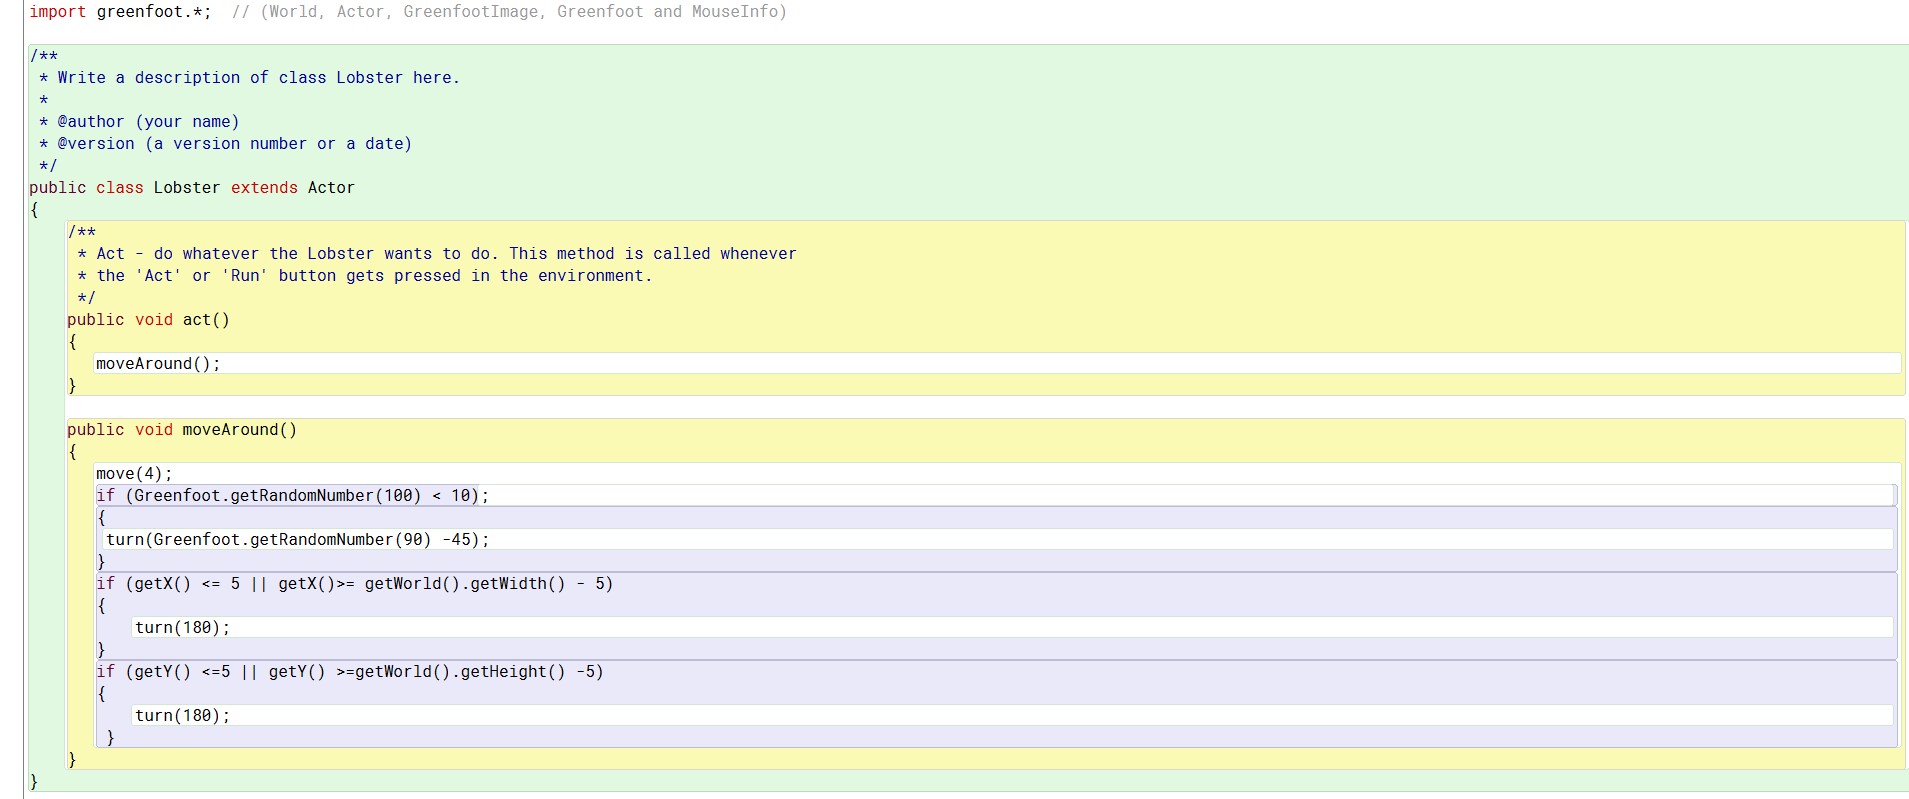 import greenfoot.*;  // (World, Actor, GreenfootImage, Greenfoot and MouseInfo)

/**
 * Write a description of class Lobster here.
 *
 * @author (your name)
 * @version (a version number or a date)
 */
public class Lobster extends Actor
{
    /**
     * Act - do whatever the Lobster wants to do. This method is called whenever
     * the 'Act' or 'Run' button gets pressed in the environment.
     */
    public void act()
    {
       moveAround();
    }

    public void moveAround()
    {
       move(4);
       if (Greenfoot.getRandomNumber(100) < 10);
       {
        turn(Greenfoot.getRandomNumber(90) -45);
       }
       if (getX() <= 5 || getX()>= getWorld().getWidth() - 5)
       {
           turn(180);
       }
       if (getY() <=5 || getY() >=getWorld().getHeight() -5)
       {
           turn(180);
        }
    }
}